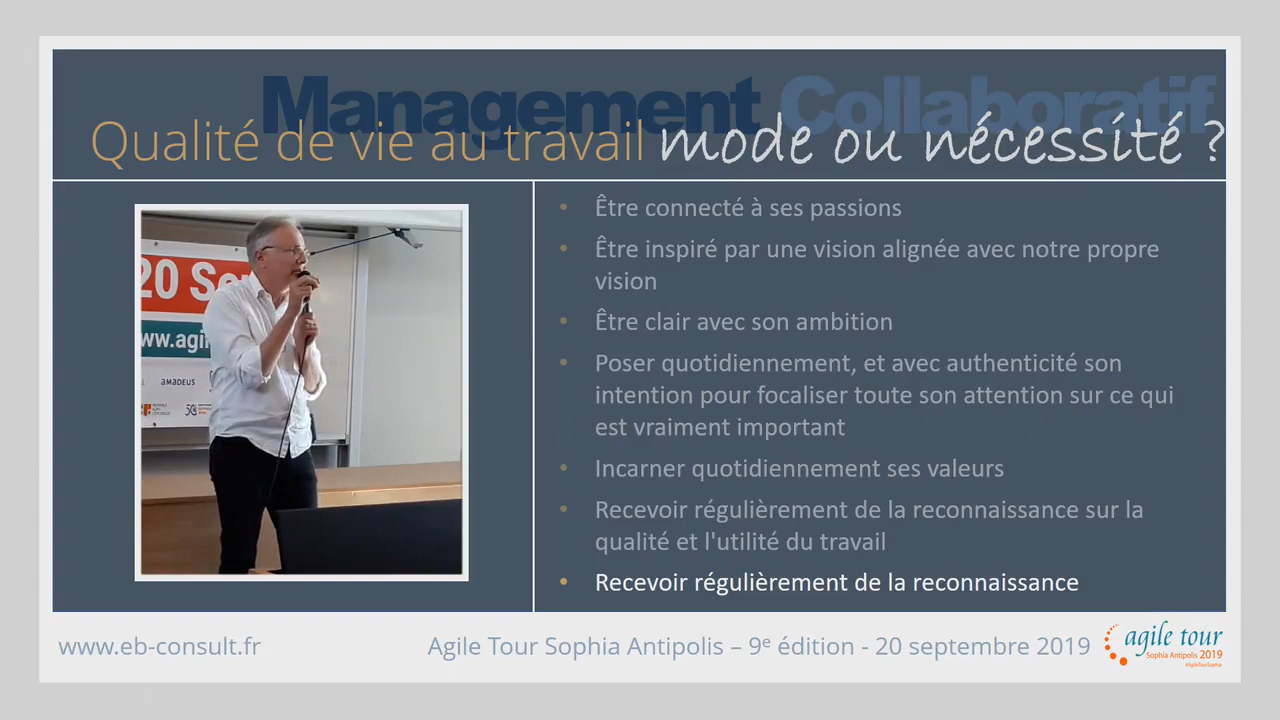 Management Collaboratif
Qualité de vie au travail mode ou nécessité ?
20 Se
www.agi
amadeus
• Être connecté à ses passions
• Être inspiré par une vision alignée avec notre propre
vision
• Être clair avec son ambition
• Poser quotidiennement, et avec authenticité son
intention pour focaliser toute son attention sur ce qui
est vraiment important
• Incarner quotidiennement ses valeurs
• Recevoir régulièrement de la reconnaissance sur la
qualité et l'utilité du travail
• Recevoir régulièrement de la reconnaissance
www.eb-consult.fr
Agile Tour Sophia Antipolis – 9e édition - 20 septembre 2019
agile tour
Sophia Antipolis 2019
#AgileTourSophia